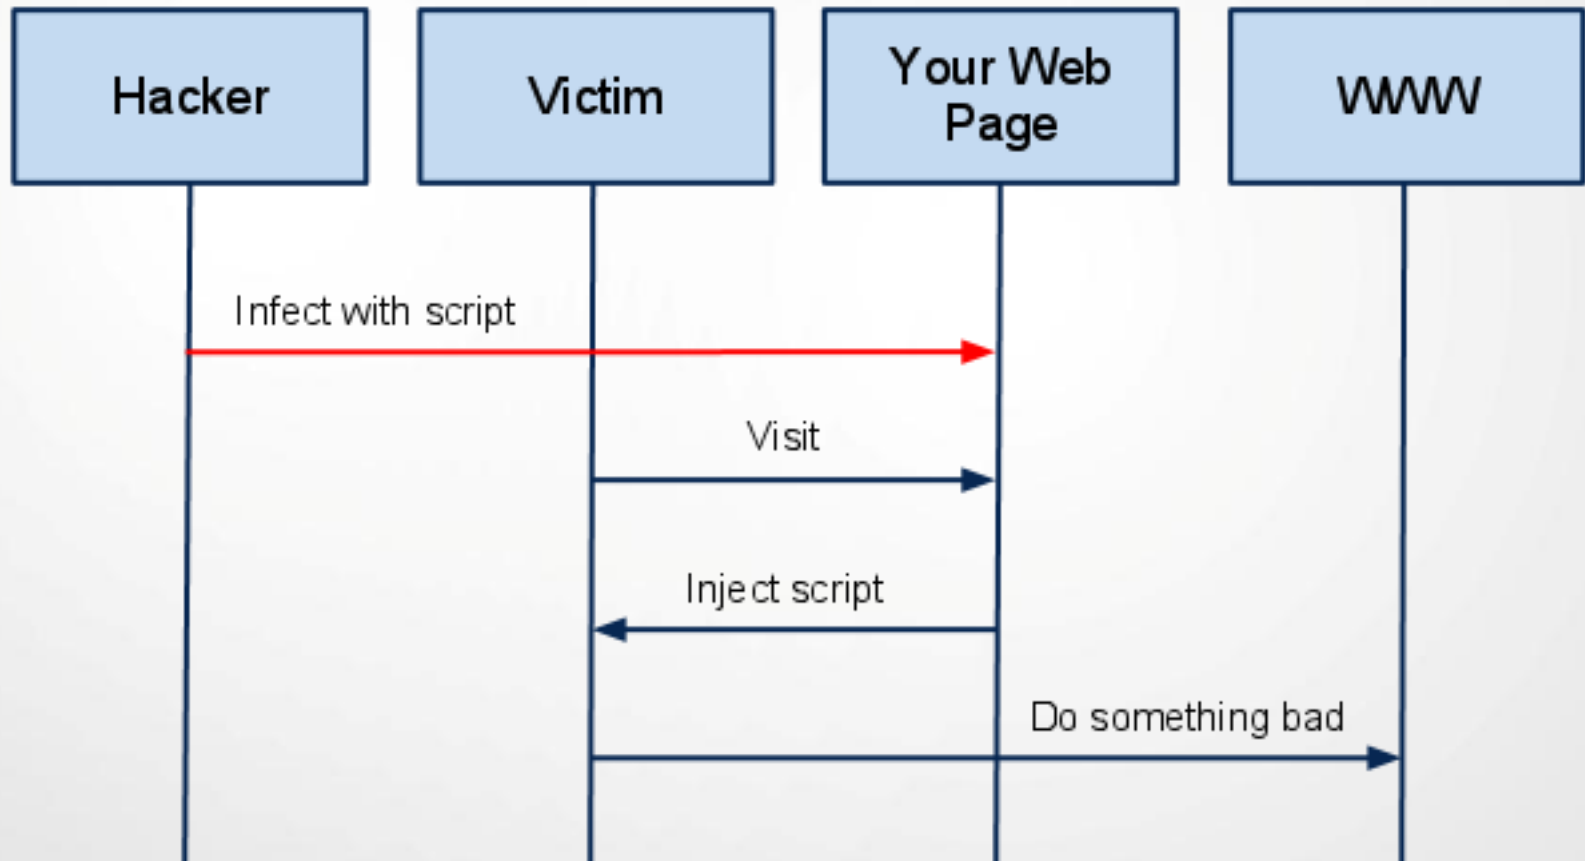 Hacker
Victim
Your Web
Page
WWW
Infect with script
Visit
Inject script
Do something bad